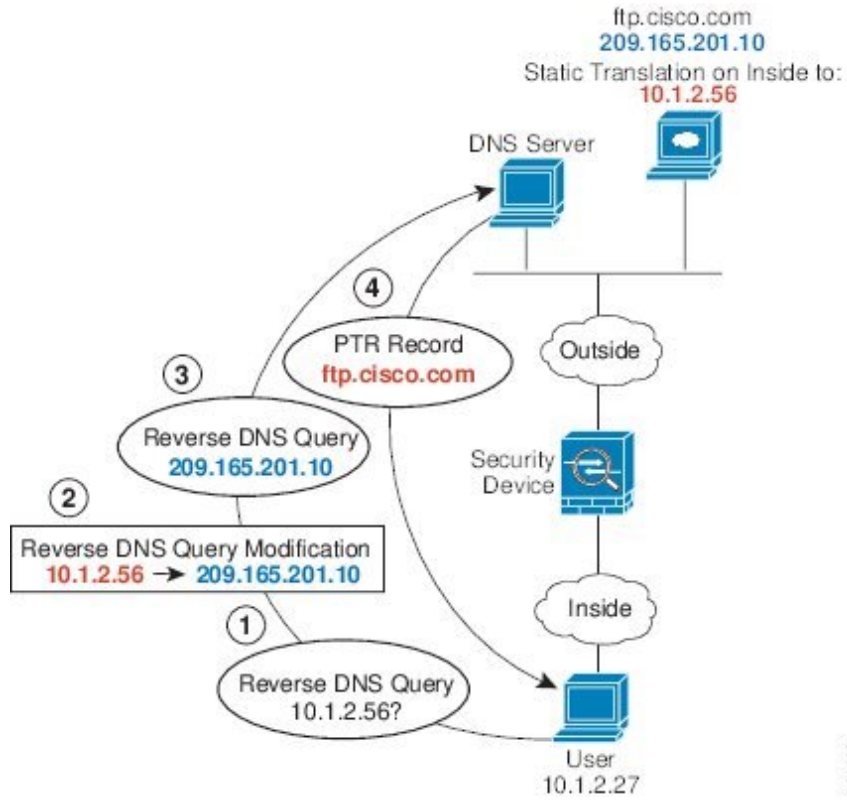 ftp.cisco.com
209.165.201.10
Static Translation on Inside to:
10.1.2.56
DNS Server
4
PTR Record
ftp.cisco.com
Outside
3
Reverse DNS Query
209.165.201.10
Security
Device
2
Reverse DNS Query Modification
10.1.2.56 → 209.165.201.10
Inside
1
Reverse DNS Query
10.1.2.56?
User
10.1.2.27